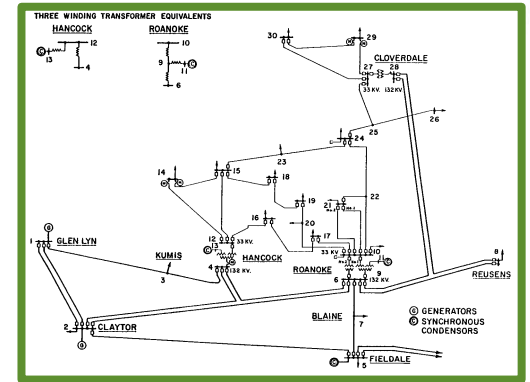 THREE WINDING TRANSFORMER EQUIVALENTS
HANCOCK
ROANOKE
12
C
13
4
10
9
C
11
6
30
29
CLOVERDALE
27
28
33 KV.
132 KV.
26
25
24
23
22
14
15
18
19
21
20
16
17
12
33 KV.
13
C
HANCOCK
4
132 KV.
33 KV.
10
11
C
ROANOKE
9
6
132 KV.
G
1
GLEN LYN
KUMIS
3
8
REUSENS
2
CLAYTOR
G
BLAINE
7
C
5
FIELDALE
G GENERATORS
C SYNCHRONOUS
CONDENSORS